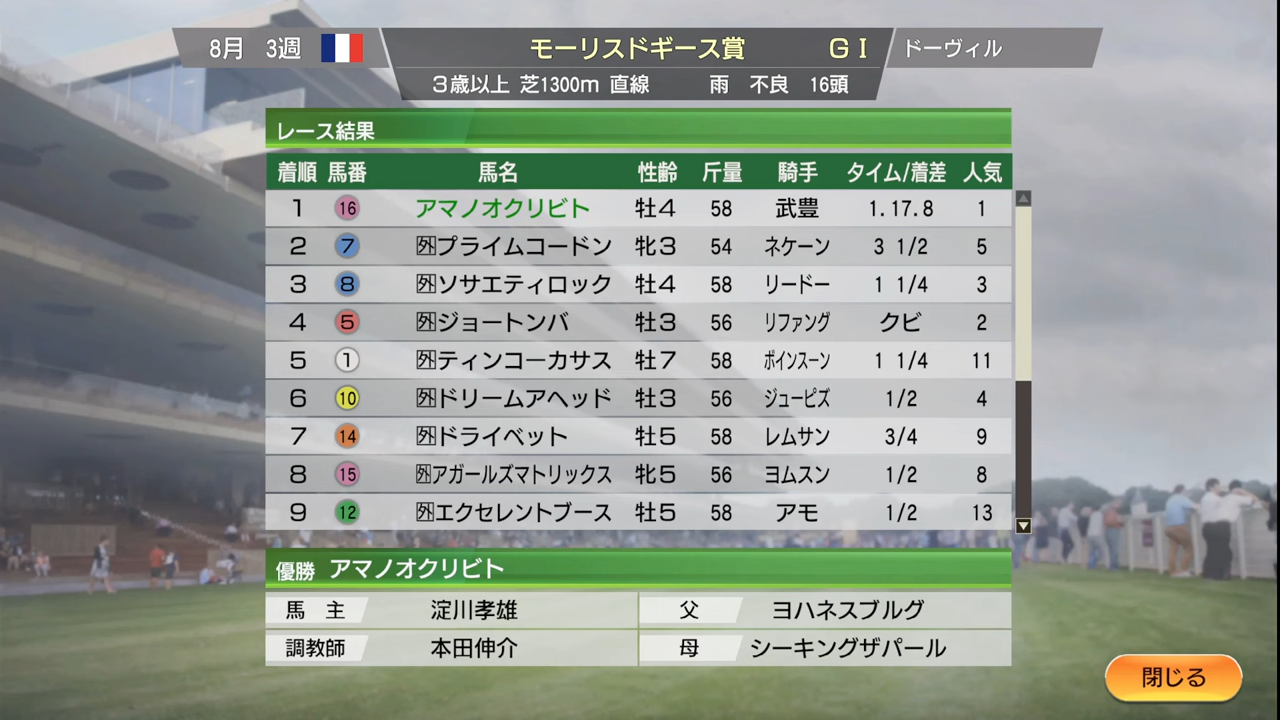 8月 3週 モーリスドギース賞 GⅠ ドーヴィル
3歳以上 芝1300m 直線 雨 不良 16頭
レース結果
着順 馬番 馬名 性齢 斤量 騎手 タイム/着差 人気
1 16 アマノオクリビト 牡4 58 武豊 1.17.8 1
2 7 外プライムコードン 牝3 54 ネケーン 3 1/2 5
3 8 外ソサエティロック 牡4 58 リードー 1 1/4 3
4 5 外ジョートンバ 牡3 56 リファング クビ 2
5 1 外ティンコーカサス 牡7 58 ボインスーン 1 1/4 11
6 10 外ドリームアヘッド 牡3 56 ジュービズ 1/2 4
7 14 外ドライベット 牡5 58 レムサン 3/4 9
8 15 外アガールズマトリックス 牝5 56 ヨムスン 1/2 8
9 12 外エクセレントブース 牡5 58 アモ 1/2 13
優勝 アマノオクリビト
馬主 淀川孝雄 父 ヨハネスブルグ
調教師 本田伸介 母 シーキングザパール
閉じる